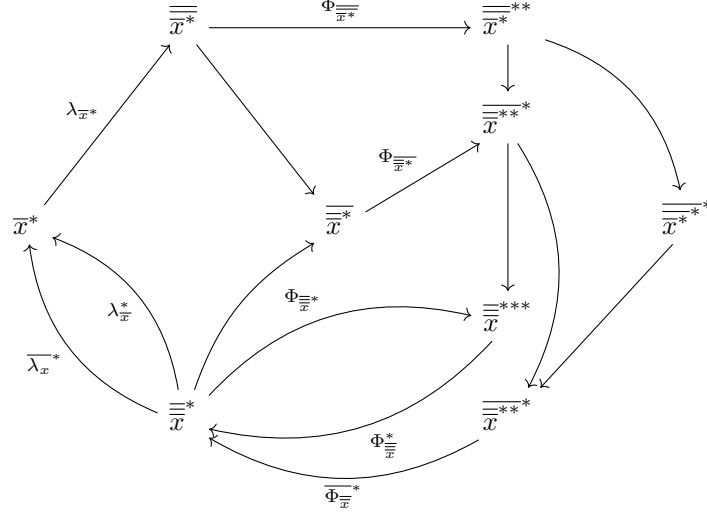 $\overline{\overline{\overline{x}^*}}$ $\Phi_{\overline{\overline{\overline{x}^*}}}$ $\overline{\overline{\overline{x}}}^{**}$
$\lambda_{\overline{x}^*}$ $\Phi_{\overline{\overline{\overline{x}}^*}}$ $\overline{\overline{\overline{x}}^{**}}^*$
$\overline{x}^*$ $\overline{\overline{\overline{x}}^*}$ $\overline{\overline{\overline{x}^*}^*}^*$
$\lambda_{\overline{x}}^*$ $\Phi_{\overline{\overline{\overline{x}}}^*}$ $\overline{\overline{\overline{x}}}^{***}$
$\overline{\lambda_x}^*$ $\overline{\overline{\overline{x}}}^*$ $\Phi_{\overline{\overline{\overline{x}}}}^*$ $\overline{\overline{\overline{x}}^{**}}^*$
$\overline{\Phi_{\overline{\overline{x}}}}^*$